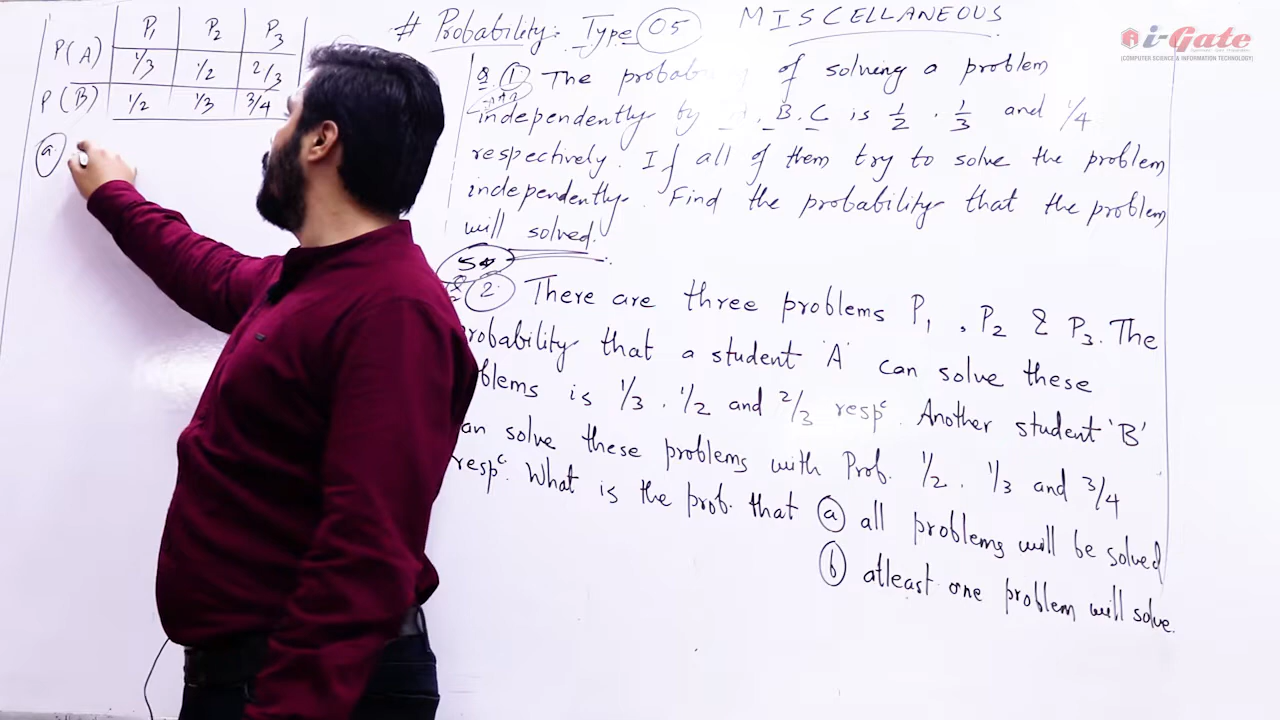 # Probability: Type 05 MISCELLANEOUS
i-Gate
(COMPUTER SCIENCE & INFORMATION TECHNOLOGY)
P1 P2 P3
P(A) 1/3 1/2 2/3
P(B) 1/2 1/3 3/4
(a)
Q (1) The of solving a problem
independently by A, B, C is 1/2, 1/3 and 1/4
respectively. If all of them try to solve the problem
independently. Find the probability that the problem
will solved.
(2) There are three problems P1, P2 & P3. The
that a student 'A' can solve these
is 1/3, 1/2 and 2/3 respc. Another student 'B'
solve these problems with Prob. 1/2, 1/3 and 3/4
respc. What is the prob. that (a) all problems will be solved
(b) atleast one problem will solve.